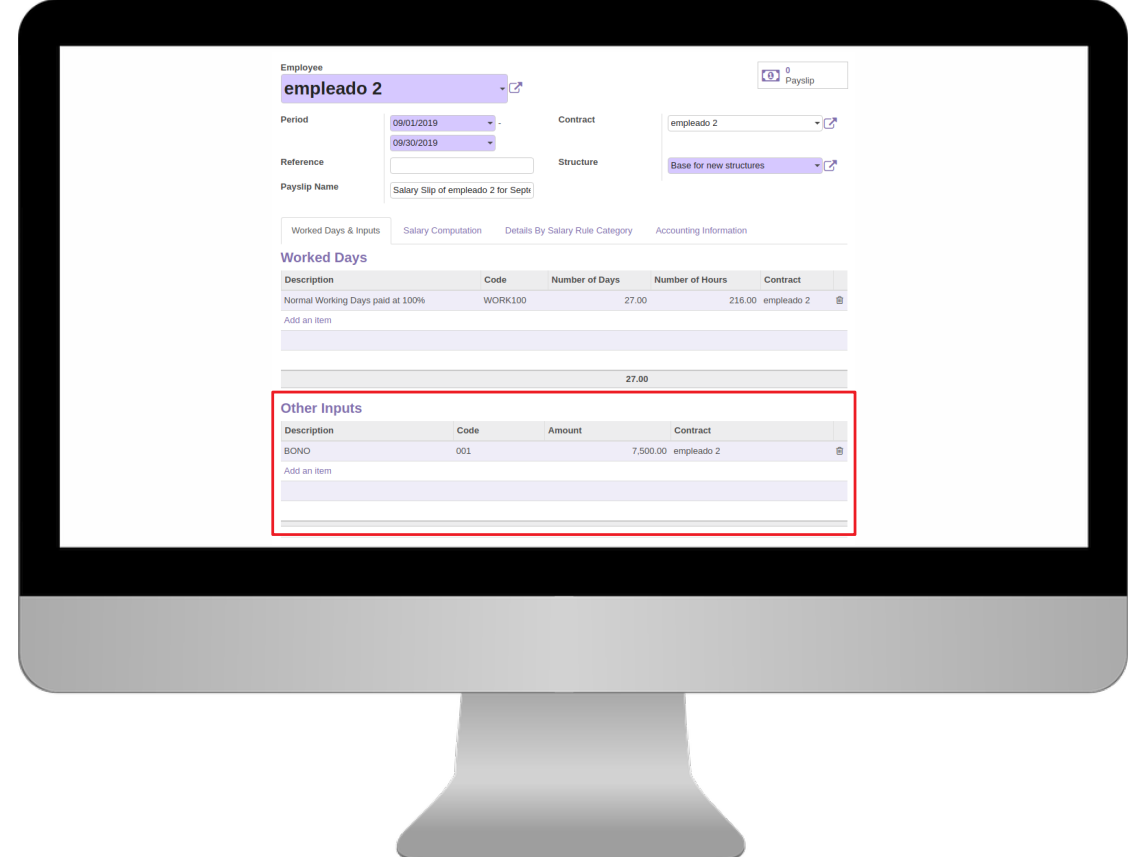 Employee
empleado 2
0
Payslip
Period
09/01/2019 -
09/30/2019
Contract
empleado 2
Reference
Structure
Base for new structures
Payslip Name
Salary Slip of empleado 2 for Septe
Worked Days & Inputs Salary Computation Details By Salary Rule Category Accounting Information
Worked Days
Description Code Number of Days Number of Hours Contract
Normal Working Days paid at 100% WORK100 27.00 216.00 empleado 2
Add an item
27.00
Other Inputs
Description Code Amount Contract
BONO 001 7,500.00 empleado 2
Add an item